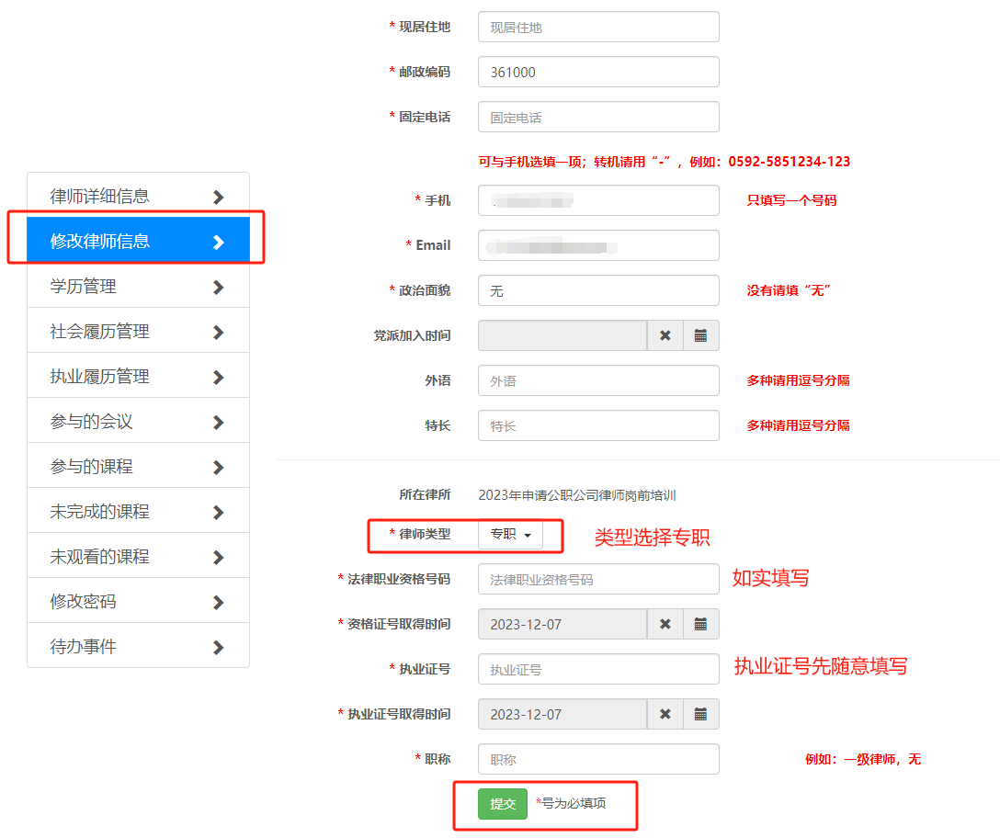 律师详细信息
修改律师信息
学历管理
社会履历管理
执业履历管理
参与的会议
参与的课程
未完成的课程
未观看的课程
修改密码
待办事件
* 现居住地 现居住地
* 邮政编码 361000
* 固定电话 固定电话
可与手机选填一项；转机请用“-”，例如：0592-5851234-123
* 手机 只填写一个号码
* Email
* 政治面貌 无 没有请填“无”
党派加入时间
外语 外语 多种请用逗号分隔
特长 特长 多种请用逗号分隔
所在律所 2023年申请公职公司律师岗前培训
* 律师类型 专职 类型选择专职
* 法律职业资格号码 法律职业资格号码 如实填写
* 资格证号取得时间 2023-12-07
* 执业证号 执业证号 执业证号先随意填写
* 执业证号取得时间 2023-12-07
* 职称 职称 例如：一级律师，无
提交 *号为必填项